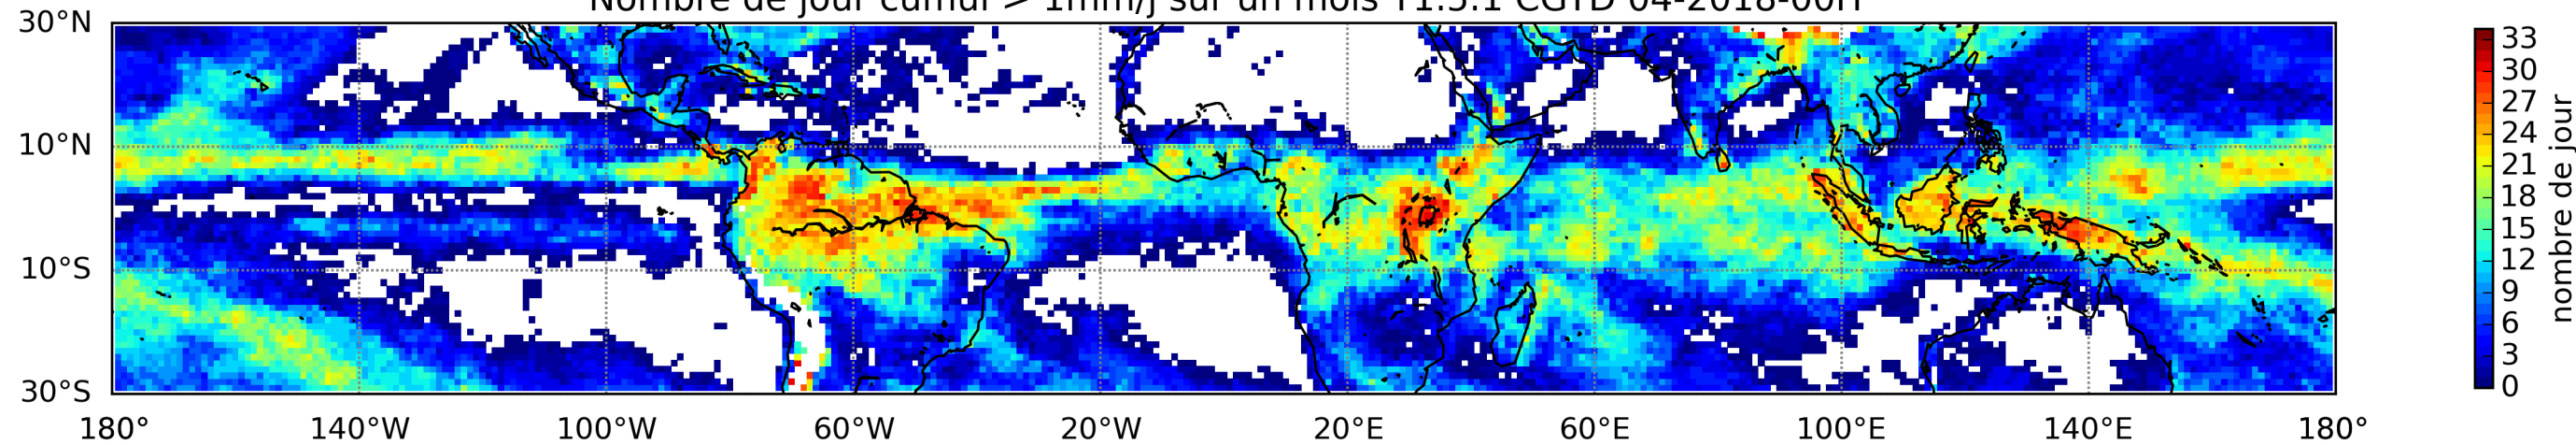 Nombre de jour cumul > 1mm/j sur un mois T1.5.1 CGTD 04-2018-00H
30°N
10°N
10°S
30°S
180° 140°W 100°W 60°W 20°W 20°E 60°E 100°E 140°E 180°
33
30
27
24
21
18
15
12
9
6
3
0
nombre de jour